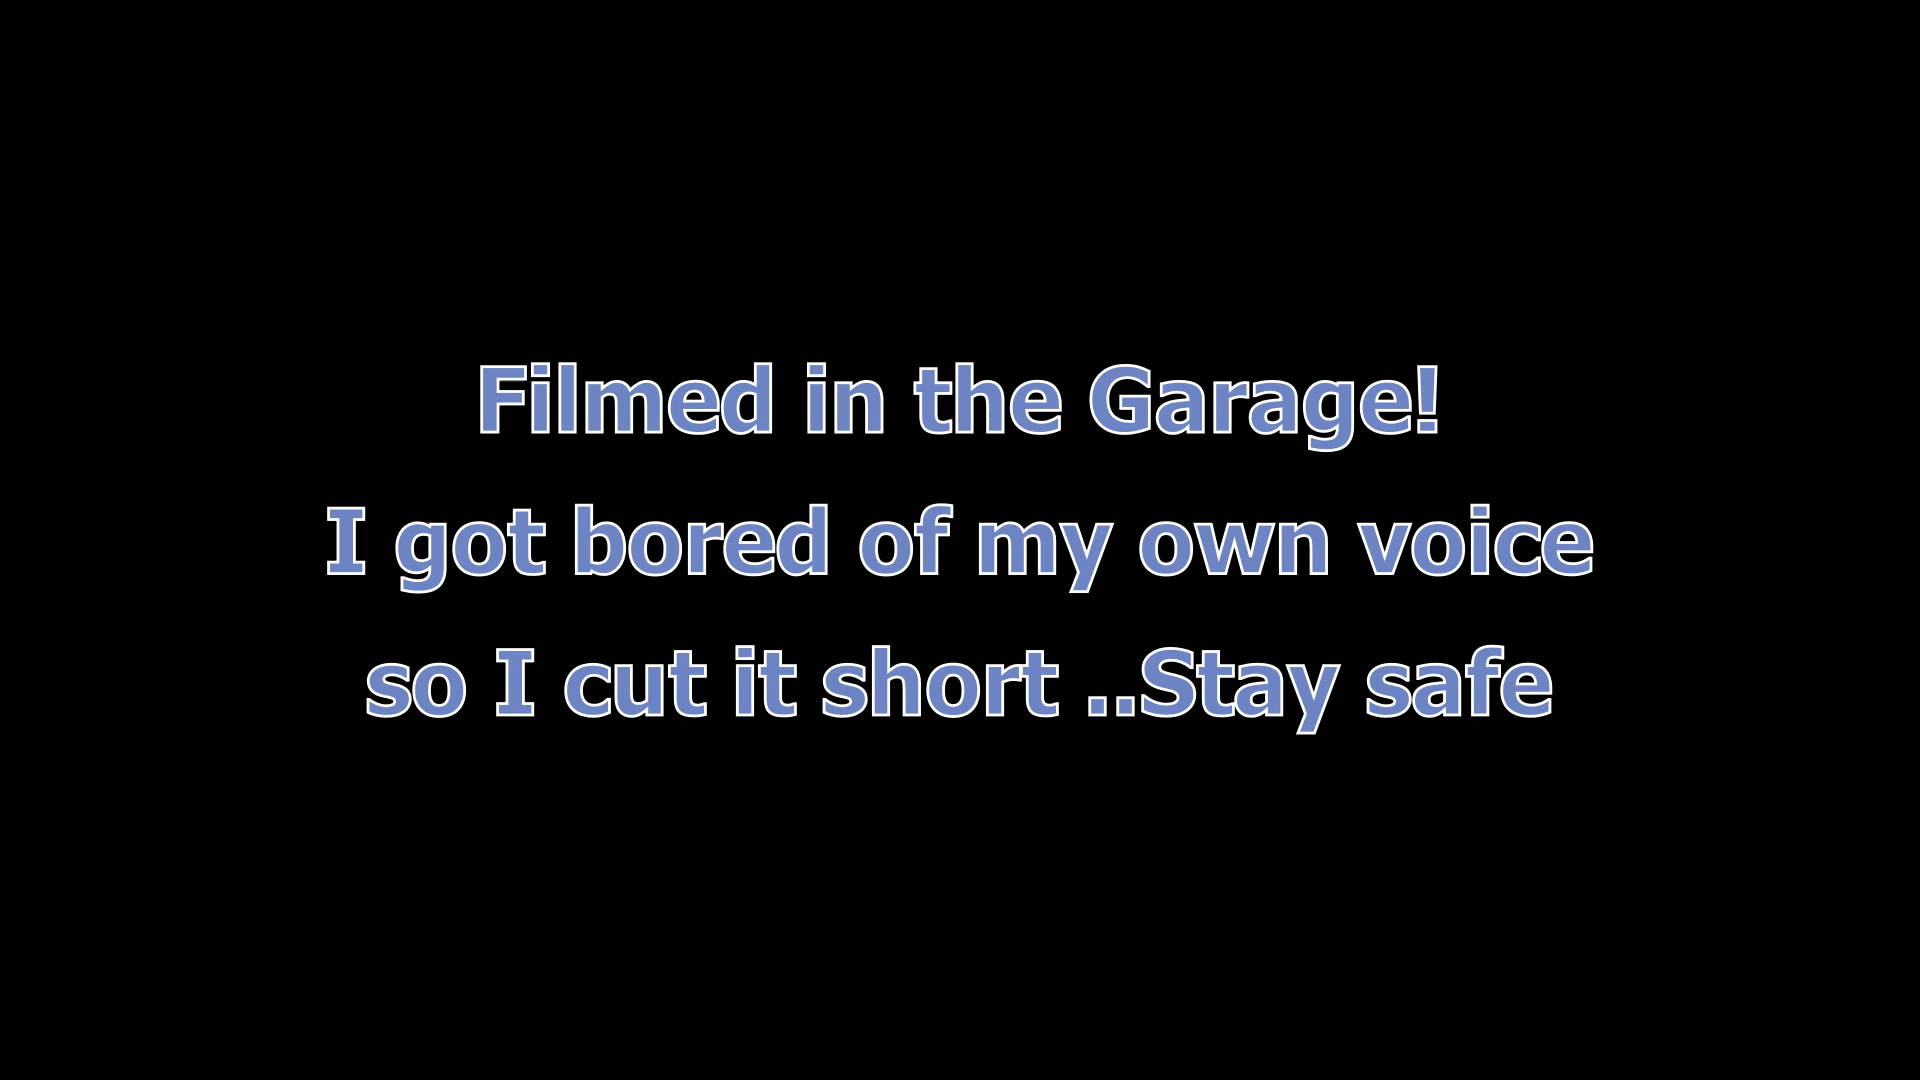 Filmed in the Garage!
I got bored of my own voice
so I cut it short ..Stay safe